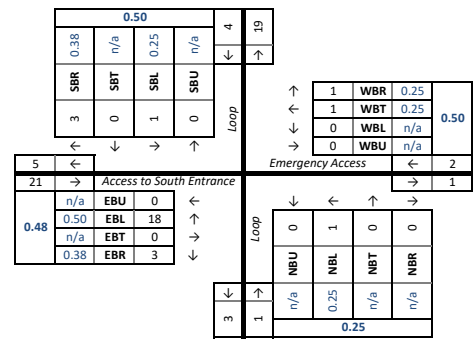 0.50
4 19
0.38 n/a 0.25 n/a
↓ ↑
SBR SBT SBL SBU
Loop
3 0 1 0
↑ 1 WBR 0.25
← 1 WBT 0.25
0.50
↓ 0 WBL n/a
→ 0 WBU n/a
← ↓ → ↑
5 ← Emergency Access ← 2
21 → Access to South Entrance → 1
n/a EBU 0 ←
0.48
0.50 EBL 18 ↑
n/a EBT 0 →
0.38 EBR 3 ↓
Loop
↓ ← ↑ →
0 1 0 0
NBU NBL NBT NBR
↓ ↑
n/a 0.25 n/a n/a
3 1
0.25